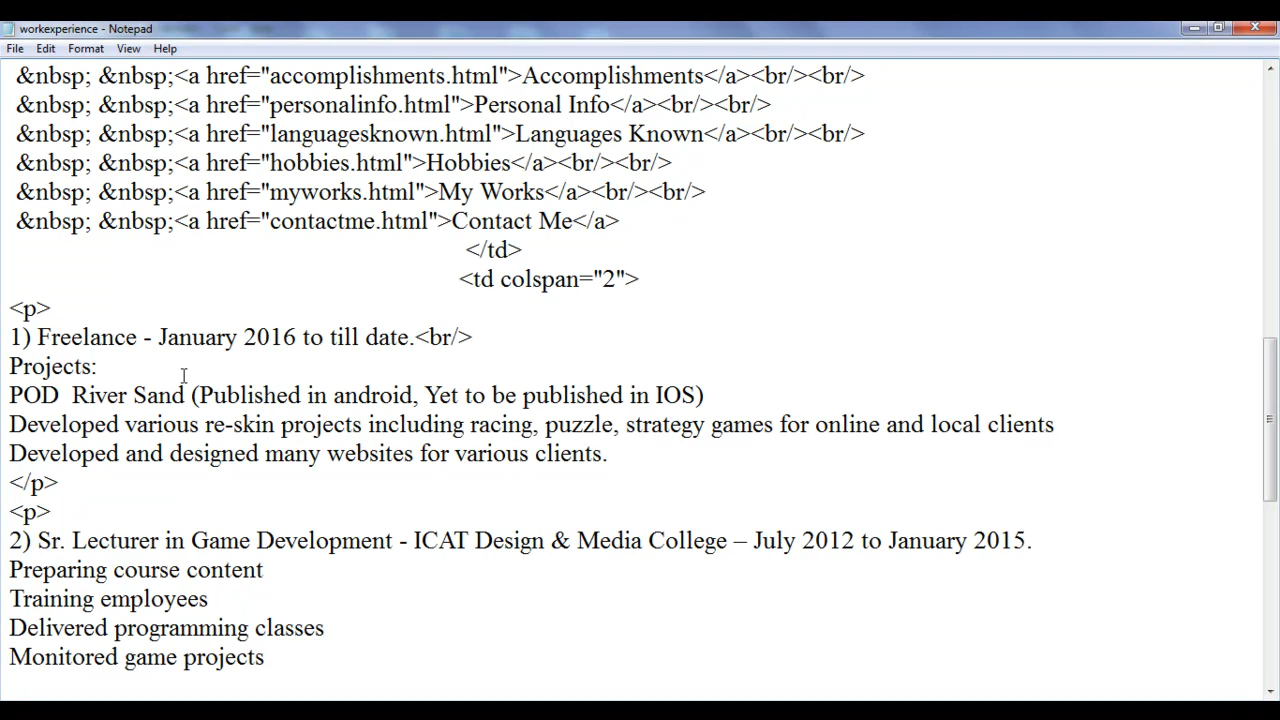 workexperience - Notepad
File Edit Format View Help
&nbsp; &nbsp;<a href="accomplishments.html">Accomplishments</a><br/><br/>
&nbsp; &nbsp;<a href="personalinfo.html">Personal Info</a><br/><br/>
&nbsp; &nbsp;<a href="languagesknown.html">Languages Known</a><br/><br/>
&nbsp; &nbsp;<a href="hobbies.html">Hobbies</a><br/><br/>
&nbsp; &nbsp;<a href="myworks.html">My Works</a><br/><br/>
&nbsp; &nbsp;<a href="contactme.html">Contact Me</a>
</td>
<td colspan="2">
<p>
1) Freelance - January 2016 to till date.<br/>
Projects:
POD  River Sand (Published in android, Yet to be published in IOS)
Developed various re-skin projects including racing, puzzle, strategy games for online and local clients
Developed and designed many websites for various clients.
</p>
<p>
2) Sr. Lecturer in Game Development - ICAT Design & Media College – July 2012 to January 2015.
Preparing course content
Training employees
Delivered programming classes
Monitored game projects